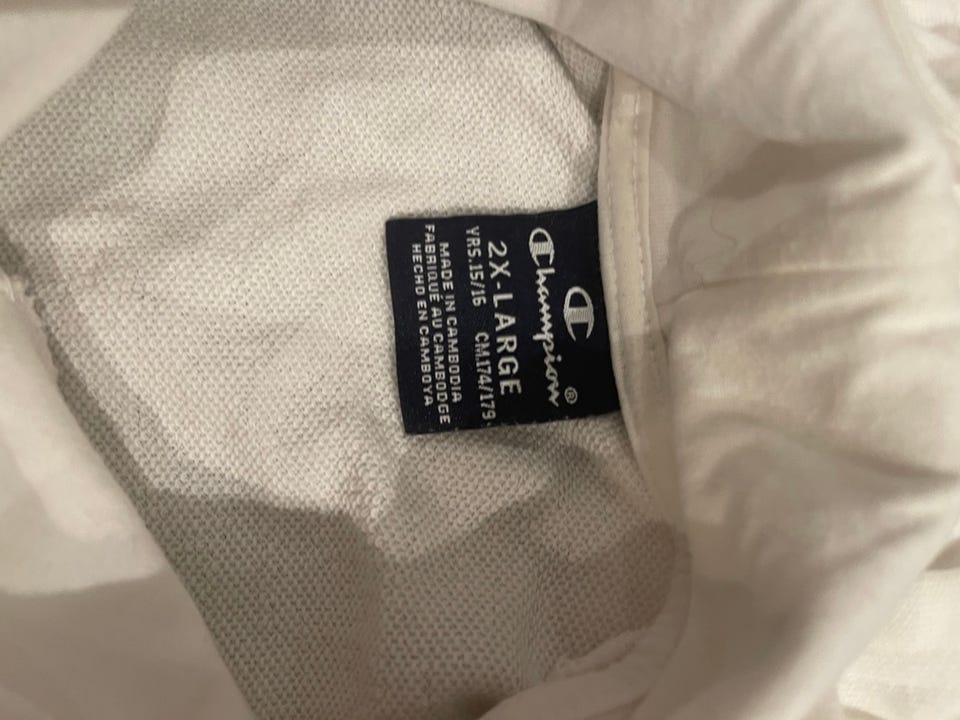 Champion®
2X-LARGE
YRS.15/16 CM.174/179
MADE IN CAMBODIA
FABRIQUÉ AU CAMBODGE
HECHO EN CAMBOYA